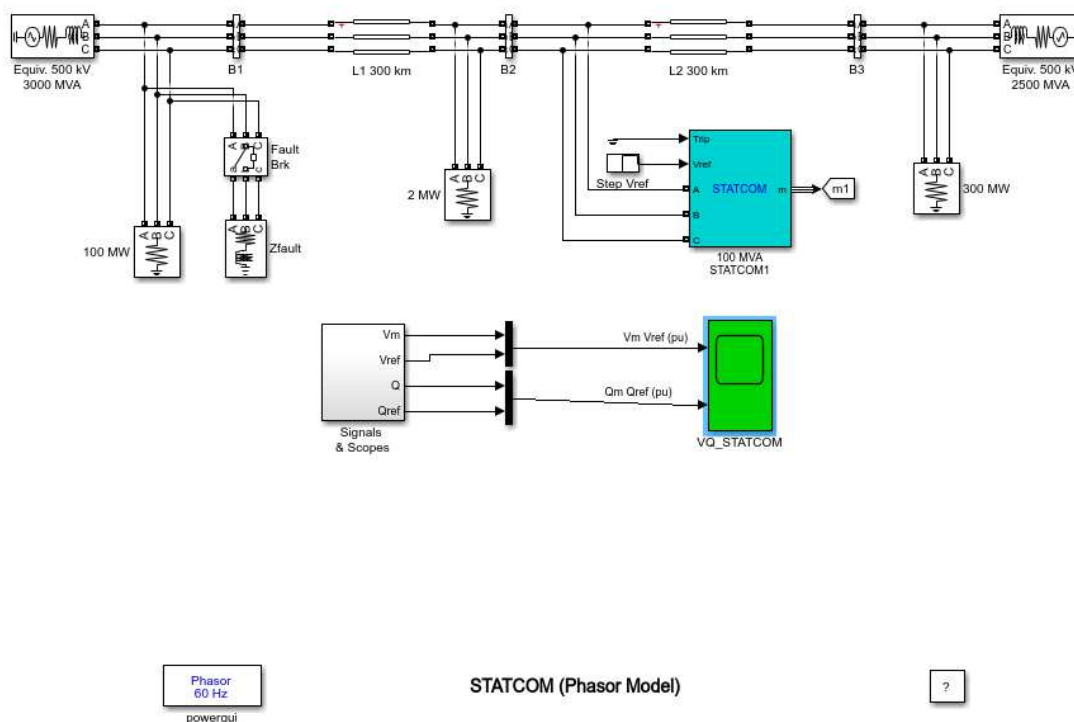 A
B
C
Equiv. 500 kV
3000 MVA
B1
L1 300 km
B2
L2 300 km
B3
A
B
C
Equiv. 500 kV
2500 MVA
A B C
a c
Fault
Brk
A B C
100 MW
A B C
Zfault
A B C
2 MW
Step Vref
Trip
Vref
A
B
C
STATCOM
m
m1
100 MVA
STATCOM1
A B C
300 MW
Vm
Vref
Q
Qref
Signals
& Scopes
Vm Vref (pu)
Qm Qref (pu)
VQ_STATCOM
Phasor
60 Hz
powergui
STATCOM (Phasor Model)
?